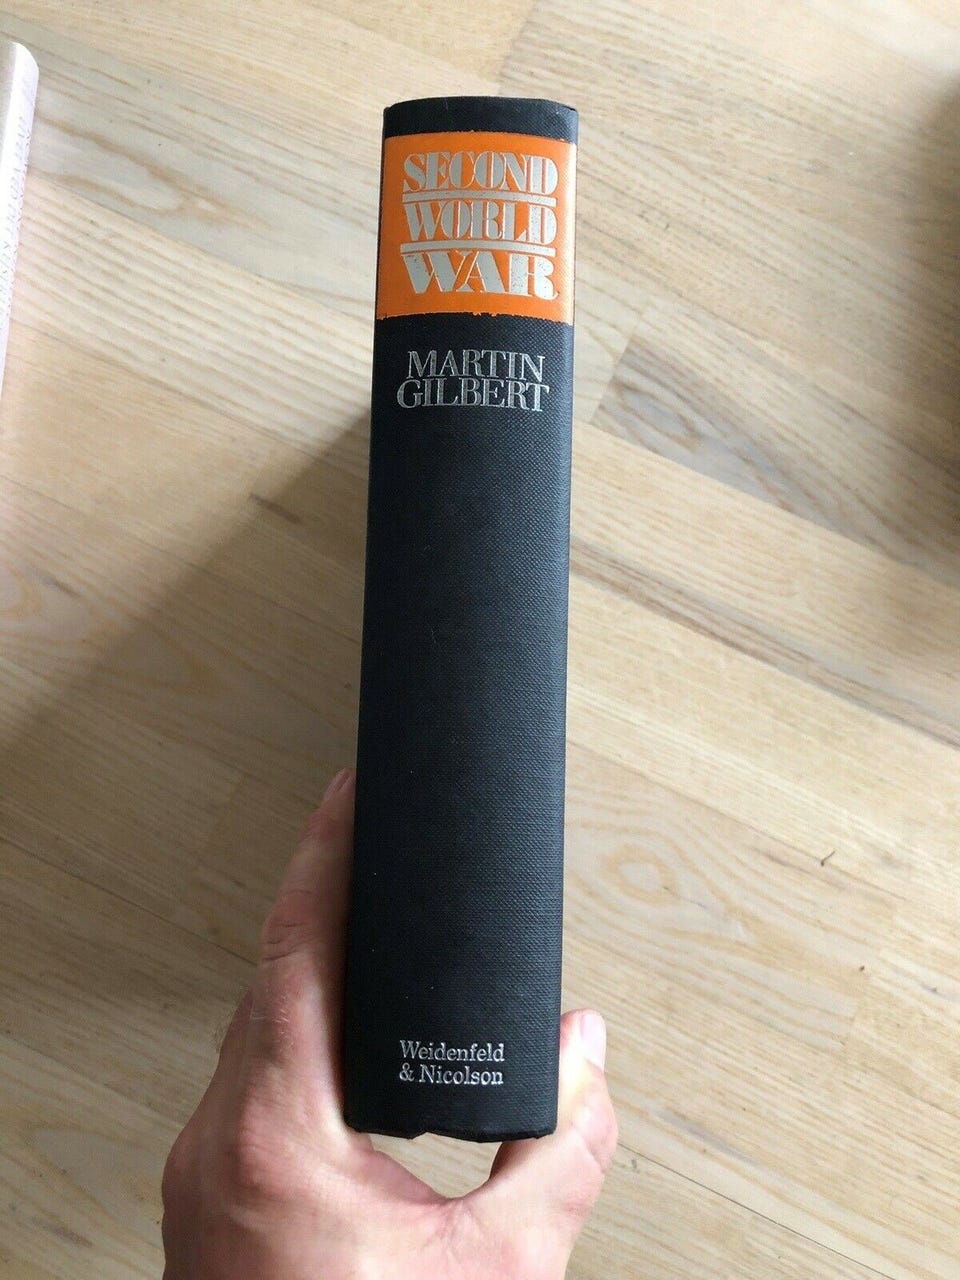 SECOND
WORLD
WAR
MARTIN
GILBERT
Weidenfeld
& Nicolson